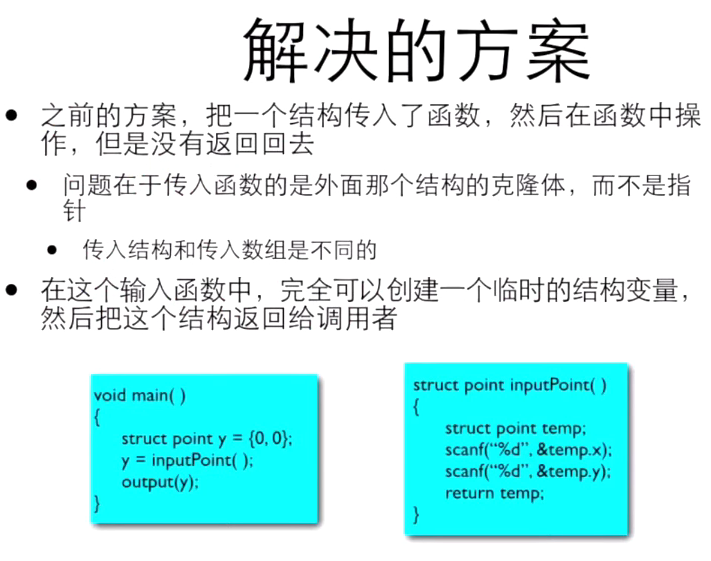 解决的方案
• 之前的方案，把一个结构传入了函数，然后在函数中操
作，但是没有返回回去
• 问题在于传入函数的是外面那个结构的克隆体，而不是指
针
• 传入结构和传入数组是不同的
• 在这个输入函数中，完全可以创建一个临时的结构变量，
然后把这个结构返回给调用者
void main( )
{
struct point y = {0, 0};
y = inputPoint( );
output(y);
}
struct point inputPoint( )
{
struct point temp;
scanf(“%d”, &temp.x);
scanf(“%d”, &temp.y);
return temp;
}